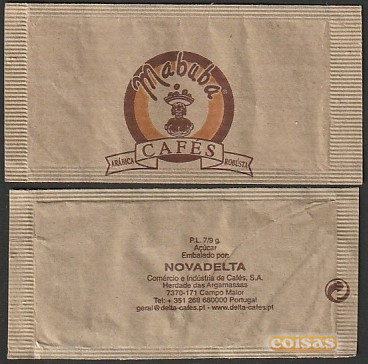 Mababa
®
CAFÉS
ARÁBICA ROBUSTA
P.L. 7/9 g.
Açúcar
Embalado por:
NOVADELTA
Comércio e Indústria de Cafés, S.A.
Herdade das Argamassas
7370-171 Campo Maior
Tel: + 351 268 680000 Portugal
geral@delta-cafes.pt - www.delta-cafes.pt
coisas